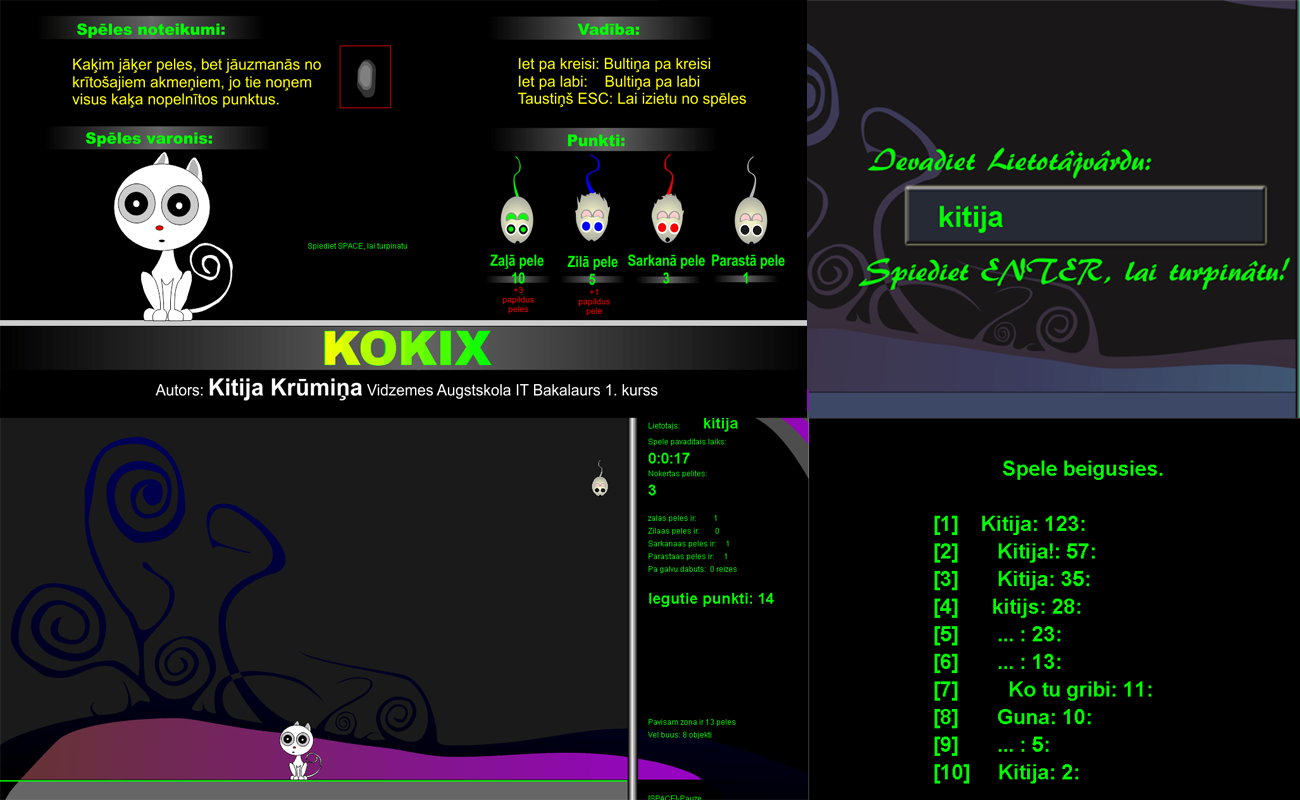 Spēles noteikumi:
Kaķim jāķer peles, bet jāuzmanās no
krītošajiem akmeņiem, jo tie noņem
visus kaķa nopelnītos punktus.
Spēles varonis:
Spiediet SPACE, lai turpinatu
Vadība:
Iet pa kreisi: Bultiņa pa kreisi
Iet pa labi: Bultiņa pa labi
Taustiņš ESC: Lai izietu no spēles
Punkti:
Zaļā pele Zilā pele Sarkanā pele Parastā pele
10 5 3 1
+3 +1
papildus papildus
peles pele
KOKIX
Autors: Kitija Krūmiņa Vidzemes Augstskola IT Bakalaurs 1. kurss
Ievadiet Lietotâjvârdu:
kitija
Spiediet ENTER, lai turpinâtu!
Lietotajs: kitija
Spele pavaditais laiks:
0:0:17
Nokertas pelites:
3
zalas peles ir: 1
Zilaas peles ir: 0
Sarkanaas peles ir: 1
Parastaas peles ir: 1
Pa galvu dabuts: 0 reizes
Iegutie punkti: 14
Pavisam zona ir 13 peles
Vel buus: 8 objekti
[SPACE]-Pauze
Spele beigusies.
[1] Kitija: 123:
[2] Kitija!: 57:
[3] Kitija: 35:
[4] kitijs: 28:
[5] ... : 23:
[6] ... : 13:
[7] Ko tu gribi: 11:
[8] Guna: 10:
[9] ... : 5:
[10] Kitija: 2: